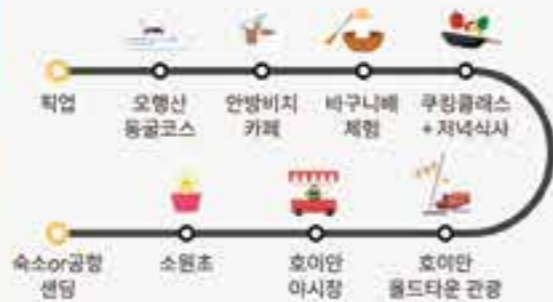 픽업
오행산
동굴코스
안방비치
카페
바구니배
체험
쿠킹클래스
+ 저녁식사
호이안
올드타운 관광
호이안
야시장
소원초
숙소or공항
샌딩